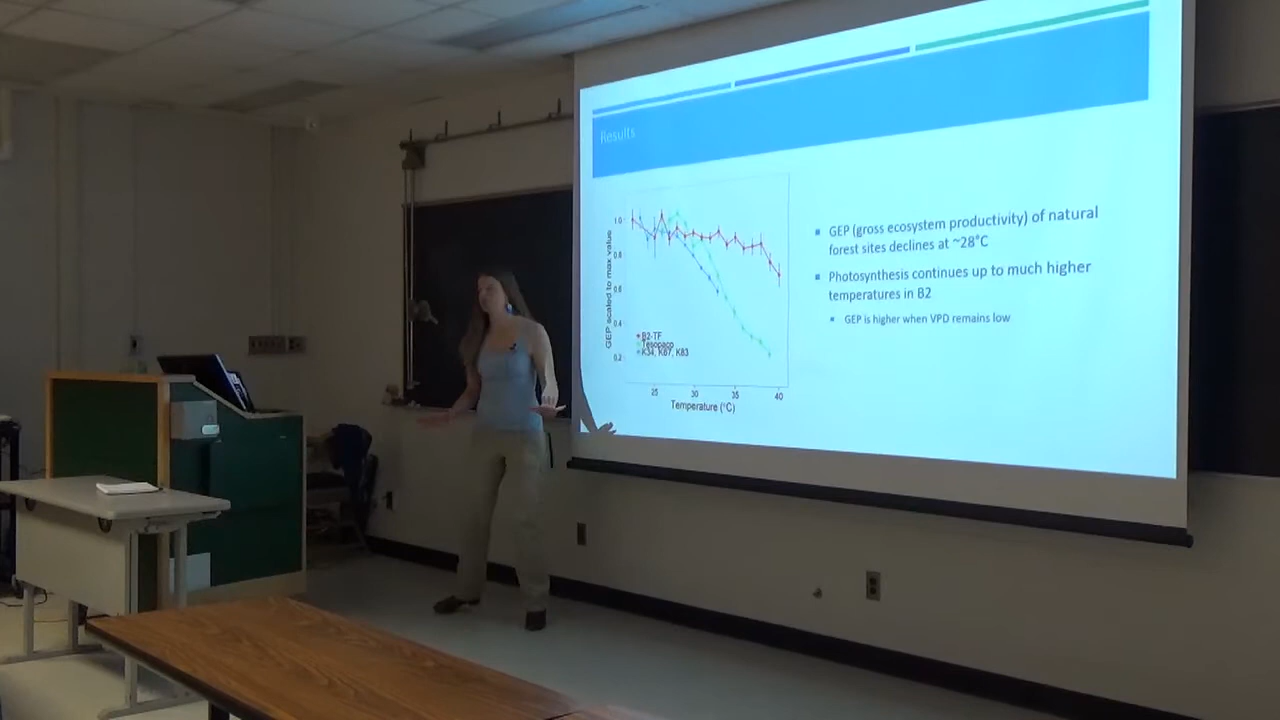 Results
GEP scaled to max value
1.0
0.8
0.6
0.4
0.2
B2-TF
Tesopaco
K34, K67, K83
25 30 35 40
Temperature (°C)
▪ GEP (gross ecosystem productivity) of natural
forest sites declines at ~28°C
▪ Photosynthesis continues up to much higher
temperatures in B2
▪ GEP is higher when VPD remains low